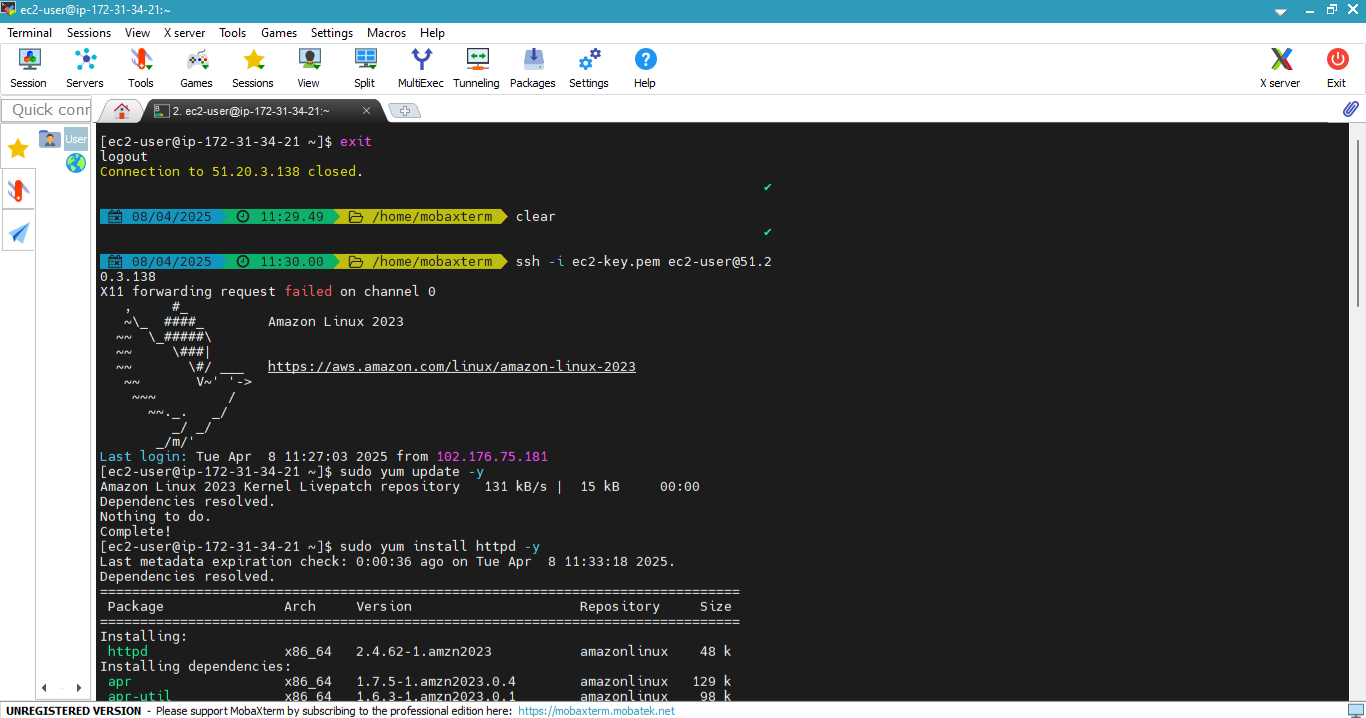 ec2-user@ip-172-31-34-21:~
Terminal Sessions View X server Tools Games Settings Macros Help
Session Servers Tools Games Sessions View Split MultiExec Tunneling Packages Settings Help X server Exit
Quick conr
2. ec2-user@ip-172-31-34-21:~
User
[ec2-user@ip-172-31-34-21 ~]$ exit
logout
Connection to 51.20.3.138 closed.
08/04/2025 11:29.49 /home/mobaxterm clear
08/04/2025 11:30.00 /home/mobaxterm ssh -i ec2-key.pem ec2-user@51.2
0.3.138
X11 forwarding request failed on channel 0
   ,     #_
   ~\_  ####_        Amazon Linux 2023
  ~~  \_#####\
  ~~     \###|
  ~~       \#/ ___   https://aws.amazon.com/linux/amazon-linux-2023
   ~~       V~' '->
    ~~~         /
      ~~._.   _/
         _/ _/
       _/m/'
Last login: Tue Apr  8 11:27:03 2025 from 102.176.75.181
[ec2-user@ip-172-31-34-21 ~]$ sudo yum update -y
Amazon Linux 2023 Kernel Livepatch repository   131 kB/s |  15 kB     00:00
Dependencies resolved.
Nothing to do.
Complete!
[ec2-user@ip-172-31-34-21 ~]$ sudo yum install httpd -y
Last metadata expiration check: 0:00:36 ago on Tue Apr  8 11:33:18 2025.
Dependencies resolved.
================================================================================
 Package               Arch     Version                     Repository     Size
================================================================================
Installing:
 httpd                 x86_64   2.4.62-1.amzn2023           amazonlinux    48 k
Installing dependencies:
 apr                   x86_64   1.7.5-1.amzn2023.0.4        amazonlinux   129 k
 apr-util              x86_64   1.6.3-1.amzn2023.0.1        amazonlinux    98 k
UNREGISTERED VERSION - Please support MobaXterm by subscribing to the professional edition here: https://mobaxterm.mobatek.net